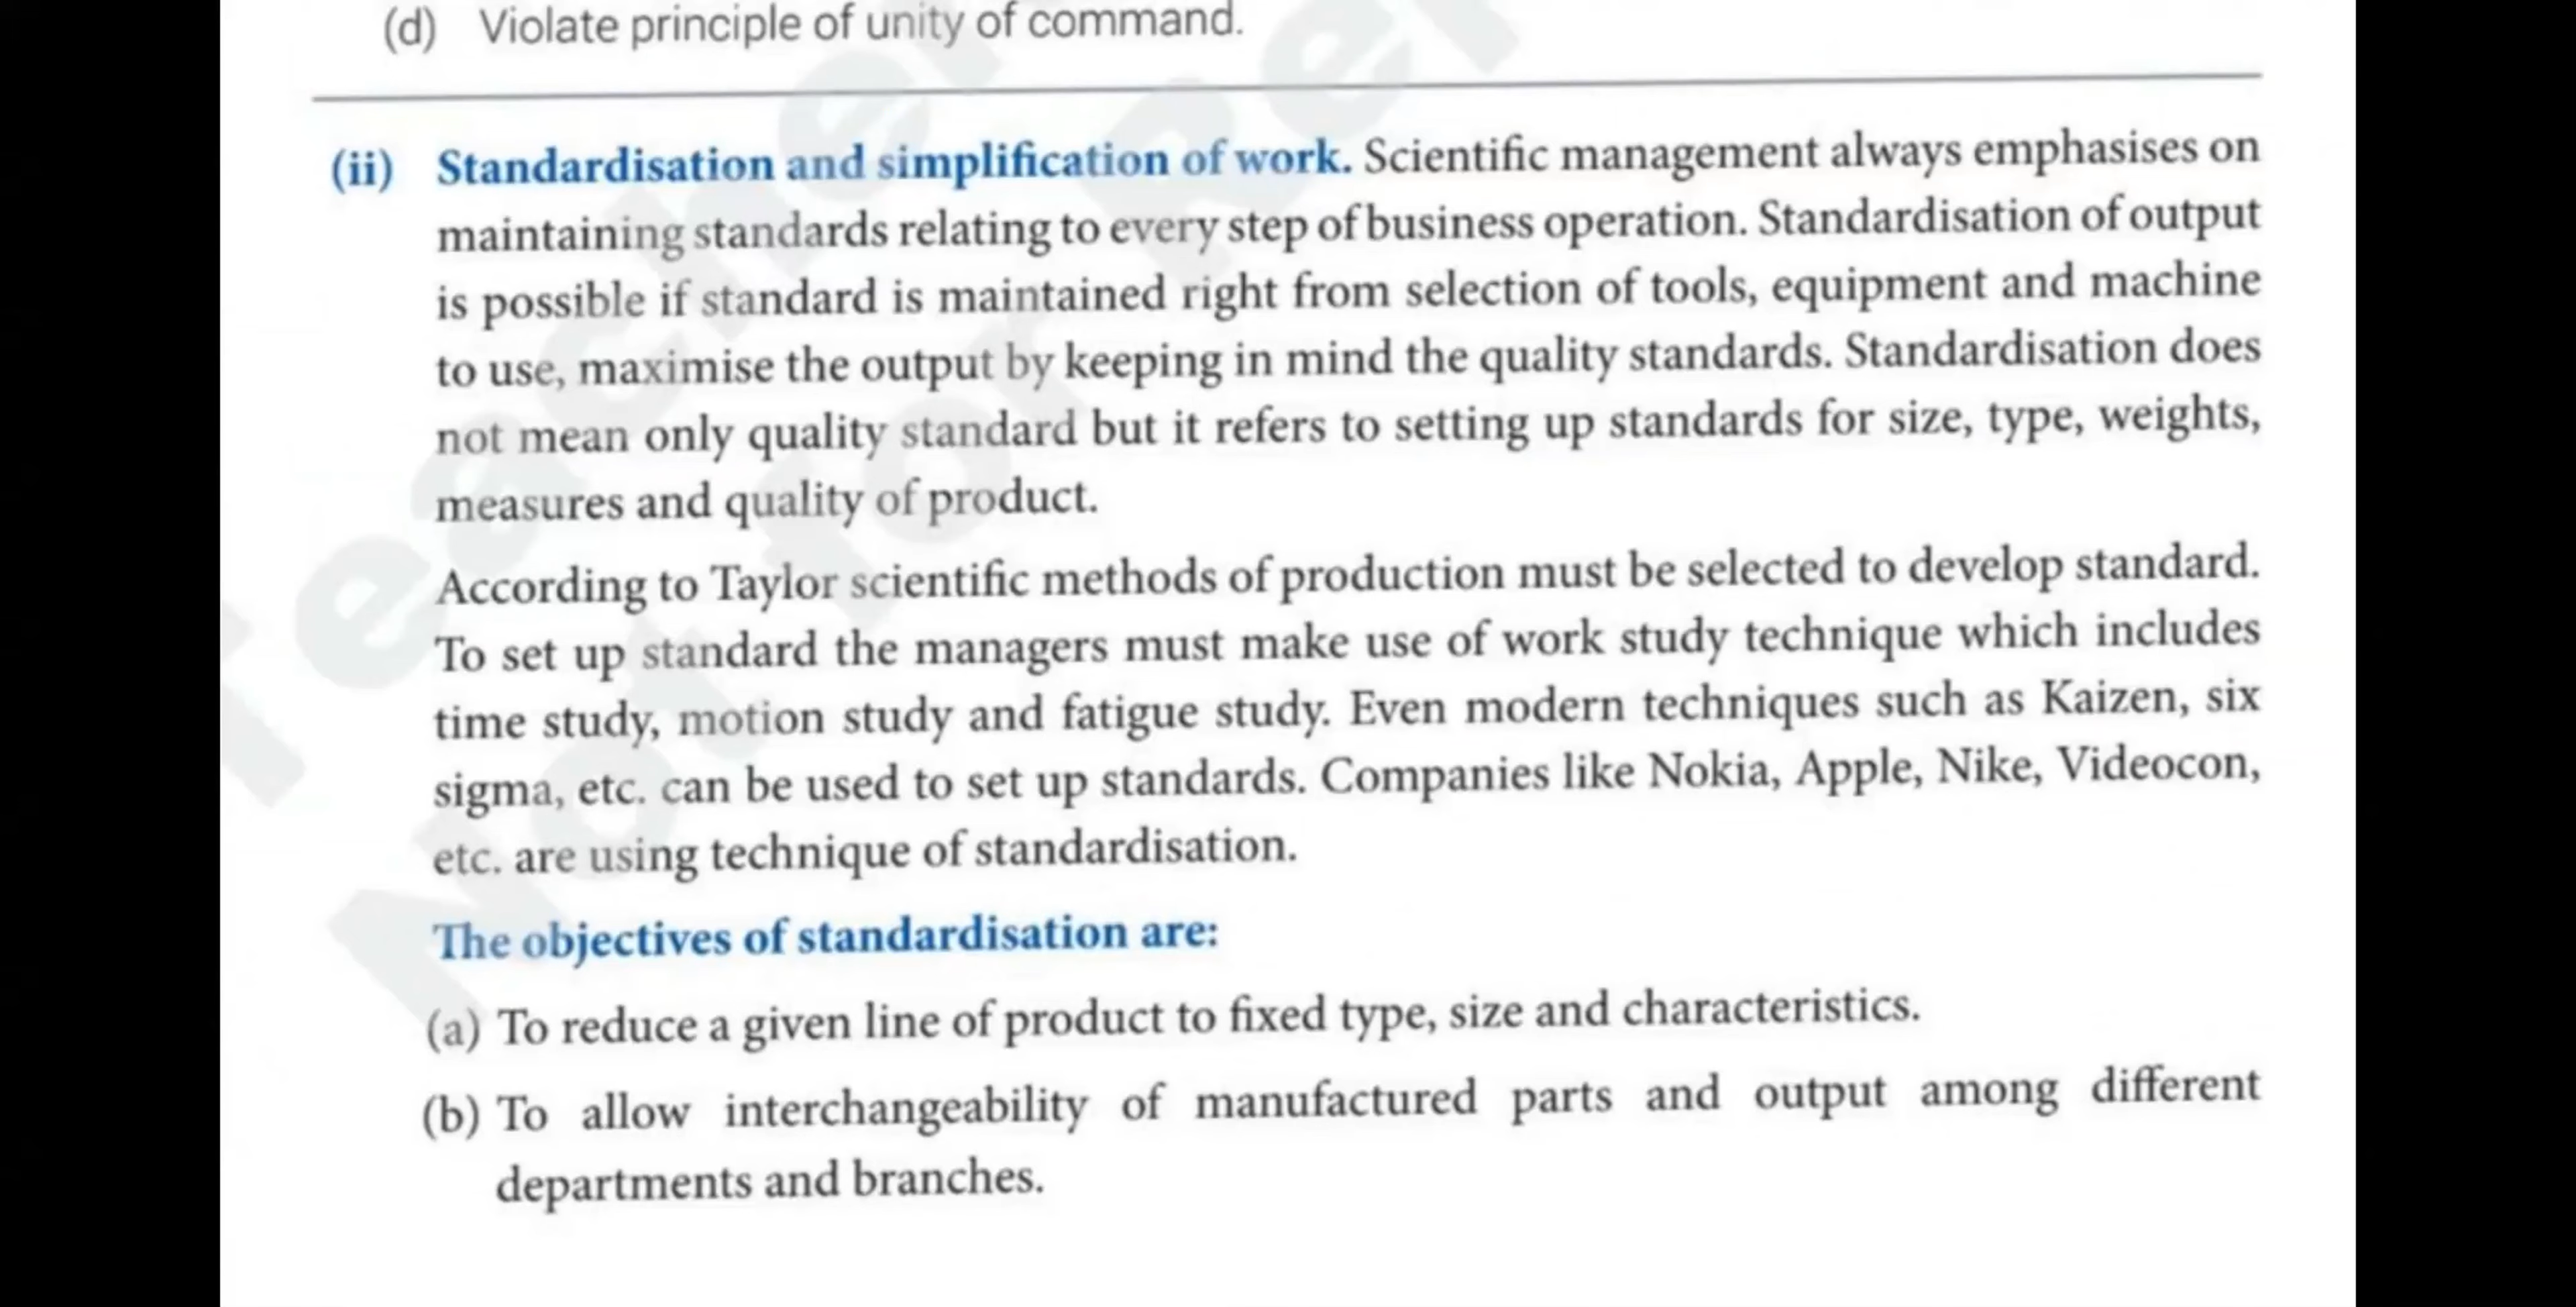 (d) Violate principle of unity of command.
(ii) Standardisation and simplification of work. Scientific management always emphasises on
maintaining standards relating to every step of business operation. Standardisation of output
is possible if standard is maintained right from selection of tools, equipment and machine
to use, maximise the output by keeping in mind the quality standards. Standardisation does
not mean only quality standard but it refers to setting up standards for size, type, weights,
measures and quality of product.
According to Taylor scientific methods of production must be selected to develop standard.
To set up standard the managers must make use of work study technique which includes
time study, motion study and fatigue study. Even modern techniques such as Kaizen, six
sigma, etc. can be used to set up standards. Companies like Nokia, Apple, Nike, Videocon,
etc. are using technique of standardisation.
The objectives of standardisation are:
(a) To reduce a given line of product to fixed type, size and characteristics.
(b) To allow interchangeability of manufactured parts and output among different
departments and branches.